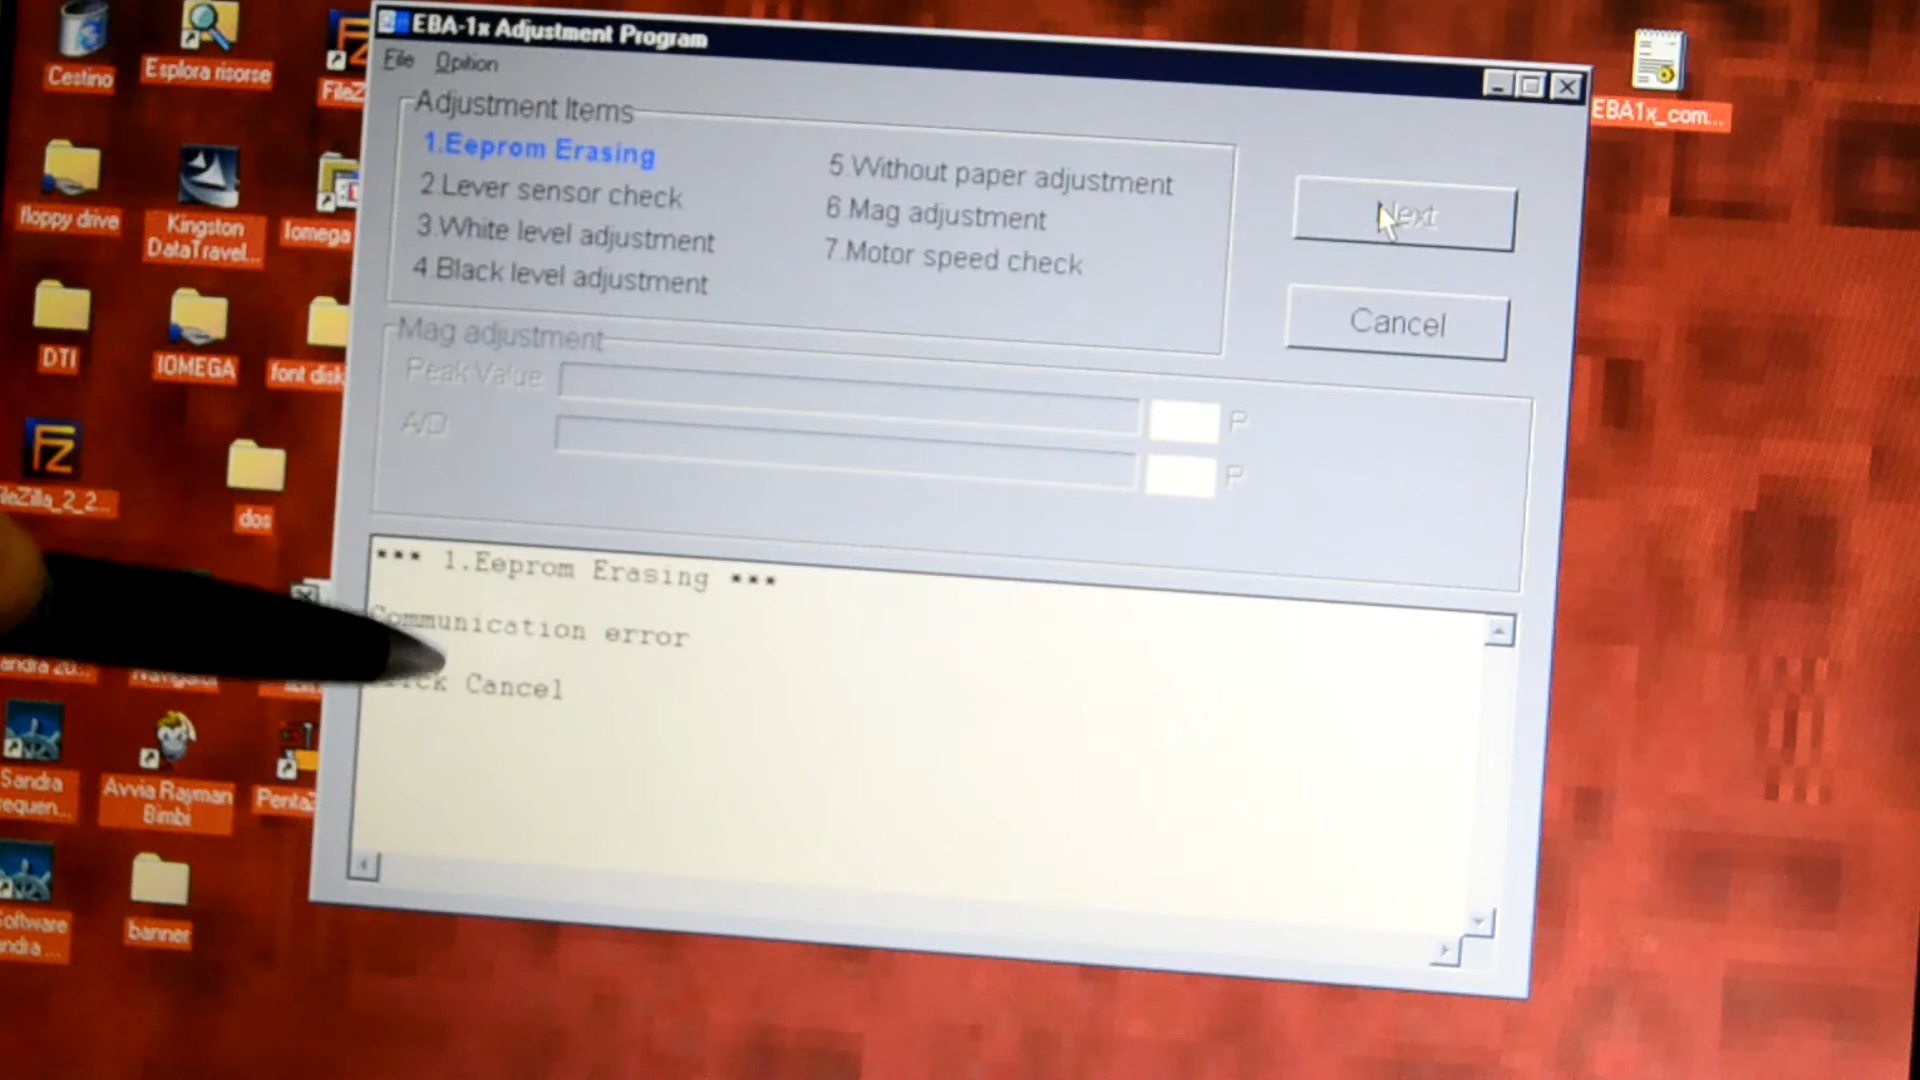 EBA-1x Adjustment Program
File Option
Adjustment Items
1.Eeprom Erasing
2.Lever sensor check
3.White level adjustment
4.Black level adjustment
5.Without paper adjustment
6.Mag adjustment
7.Motor speed check
Next
Cancel
Mag adjustment
Peak Value
P
A/D
P
*** 1.Eeprom Erasing ***
Communication error
Cancel
Cestino
Esplora risorse
floppy drive
Kingston
DataTravel...
Iomega
DTI
IOMEGA
font disk
dos
Avvia Rayman
Bimbi
Sandra
banner
EBA1x_com...